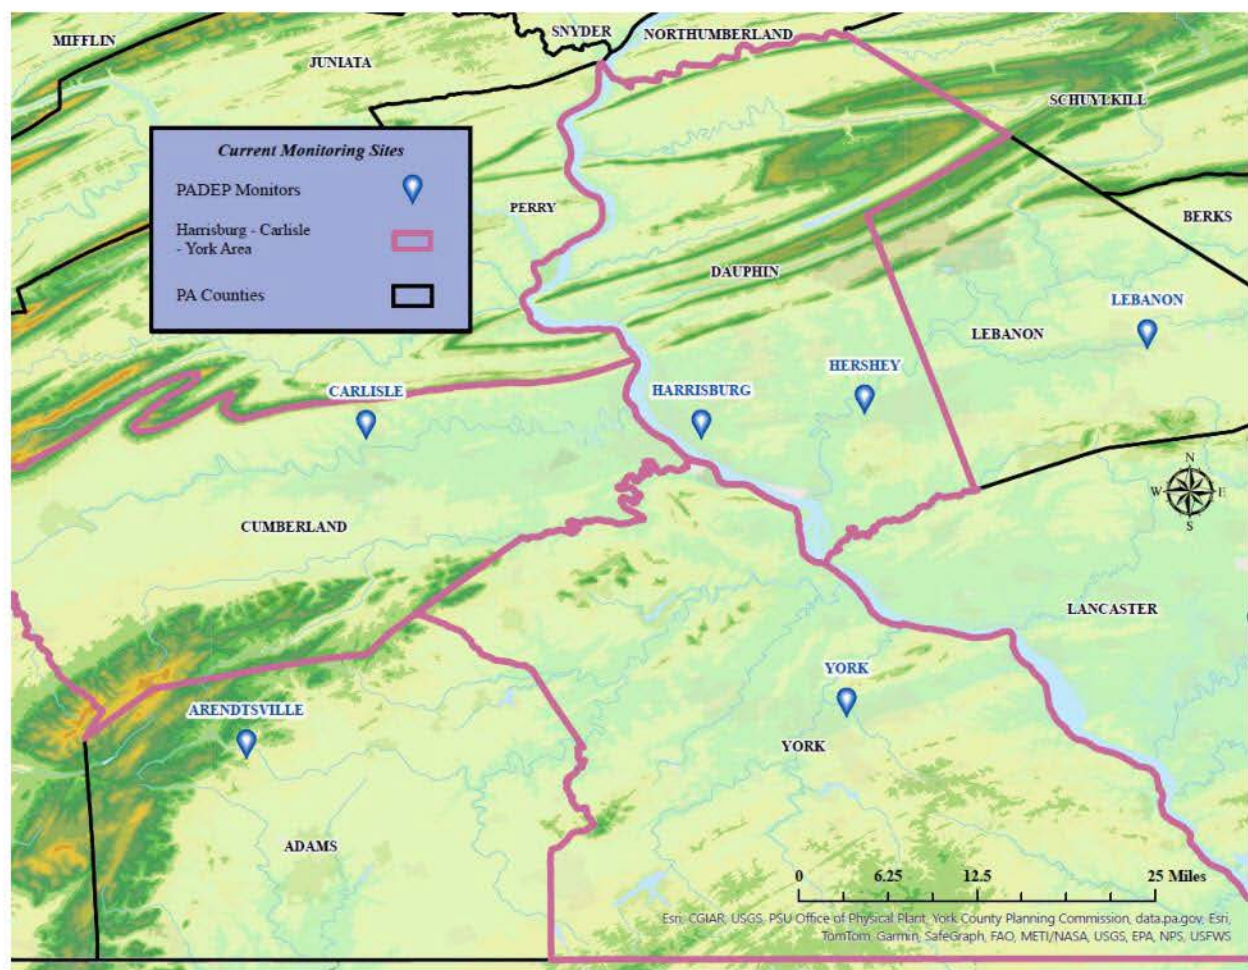 SNYDER
NORTHUMBERLAND
MIFFLIN
JUNIATA
SCHUYLKILL
Current Monitoring Sites
PADEP Monitors
Harrisburg - Carlisle
- York Area
PA Counties
PERRY
BERKS
DAUPHIN
LEBANON
LEBANON
HERSHEY
CARLISLE
HARRISBURG
N
W
E
S
CUMBERLAND
LANCASTER
YORK
ARENDTSVILLE
YORK
ADAMS
0
6.25
12.5
25 Miles
Esri, CGIAR, USGS, PSU Office of Physical Plant, York County Planning Commission, data.pa.gov, Esri,
TomTom, Garmin, SafeGraph, FAO, METI/NASA, USGS, EPA, NPS, USFWS